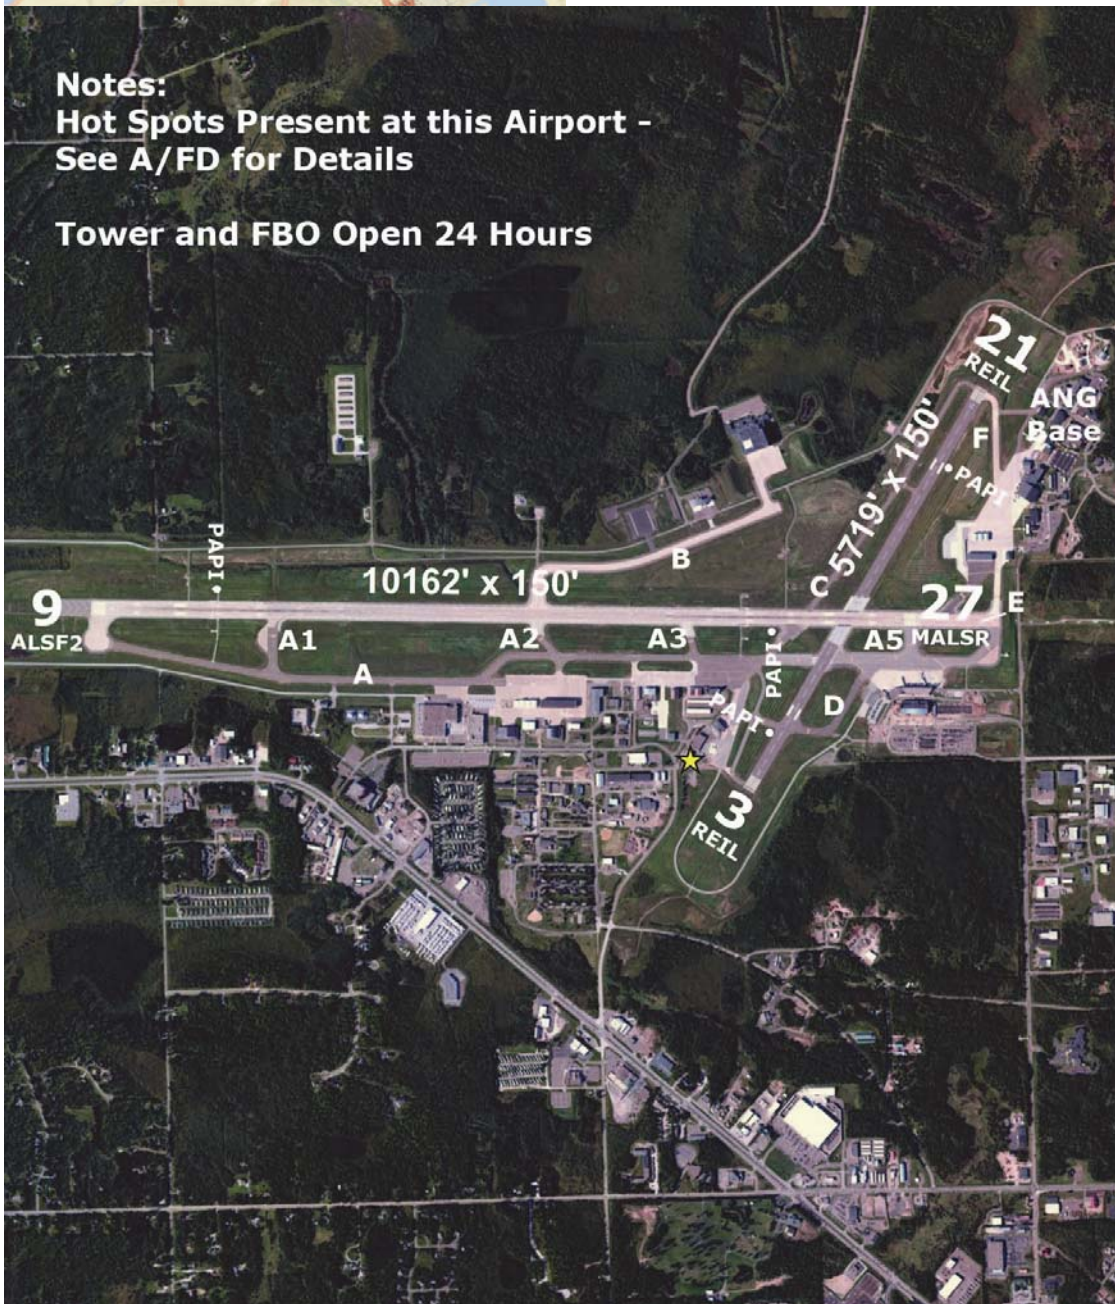 Notes:
Hot Spots Present at this Airport -
See A/FD for Details
Tower and FBO Open 24 Hours
21
REIL
ANG
Base
F
PAPI
5719' x 150'
C
PAPI
B
10162' x 150'
9
ALSF2
27
MALSR
E
A1
A2
A3
A5
A
PAPI
PAPI
D
3
REIL